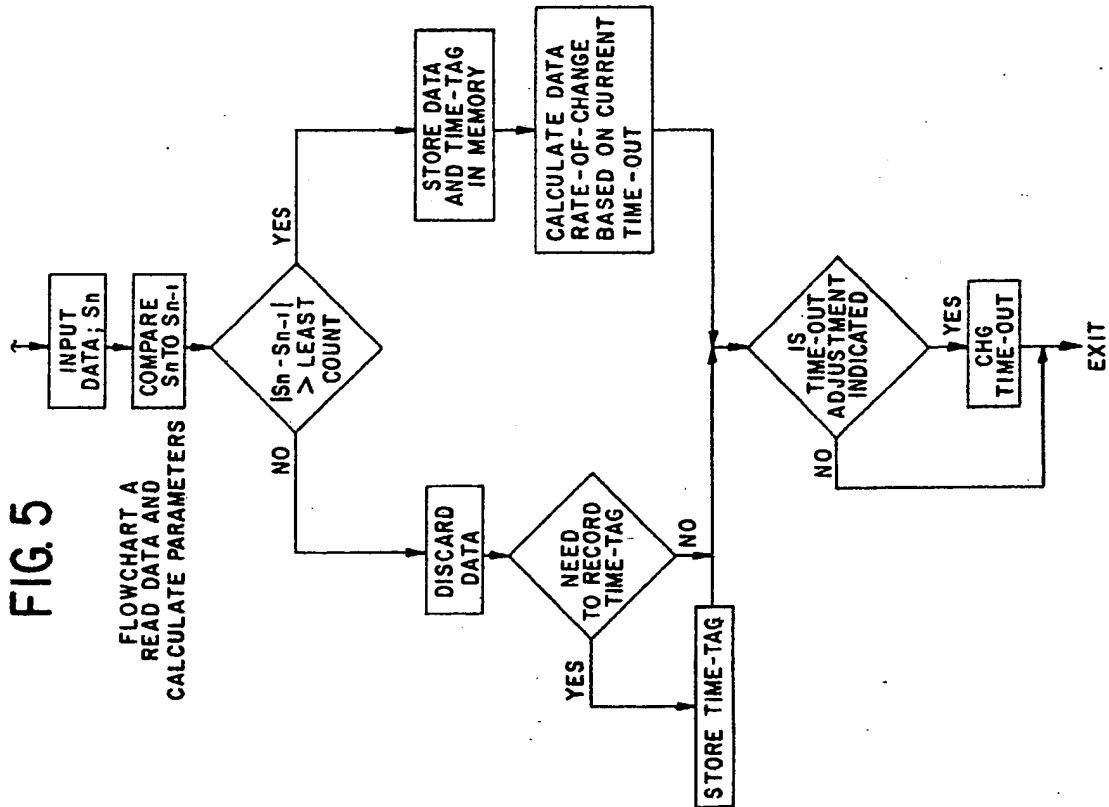 FIG. 5
FLOWCHART A
READ DATA AND
CALCULATE PARAMETERS
INPUT
DATA; Sn
COMPARE
Sn TO Sn-1
|Sn-Sn-1|
> LEAST
COUNT
NO
YES
DISCARD
DATA
STORE DATA
AND TIME-TAG
IN MEMORY
NEED
TO RECORD
TIME-TAG
YES
NO
STORE TIME-TAG
CALCULATE DATA
RATE-OF-CHANGE
BASED ON CURRENT
TIME-OUT
IS
TIME-OUT
ADJUSTMENT
INDICATED
NO
YES
CHG
TIME-OUT
EXIT